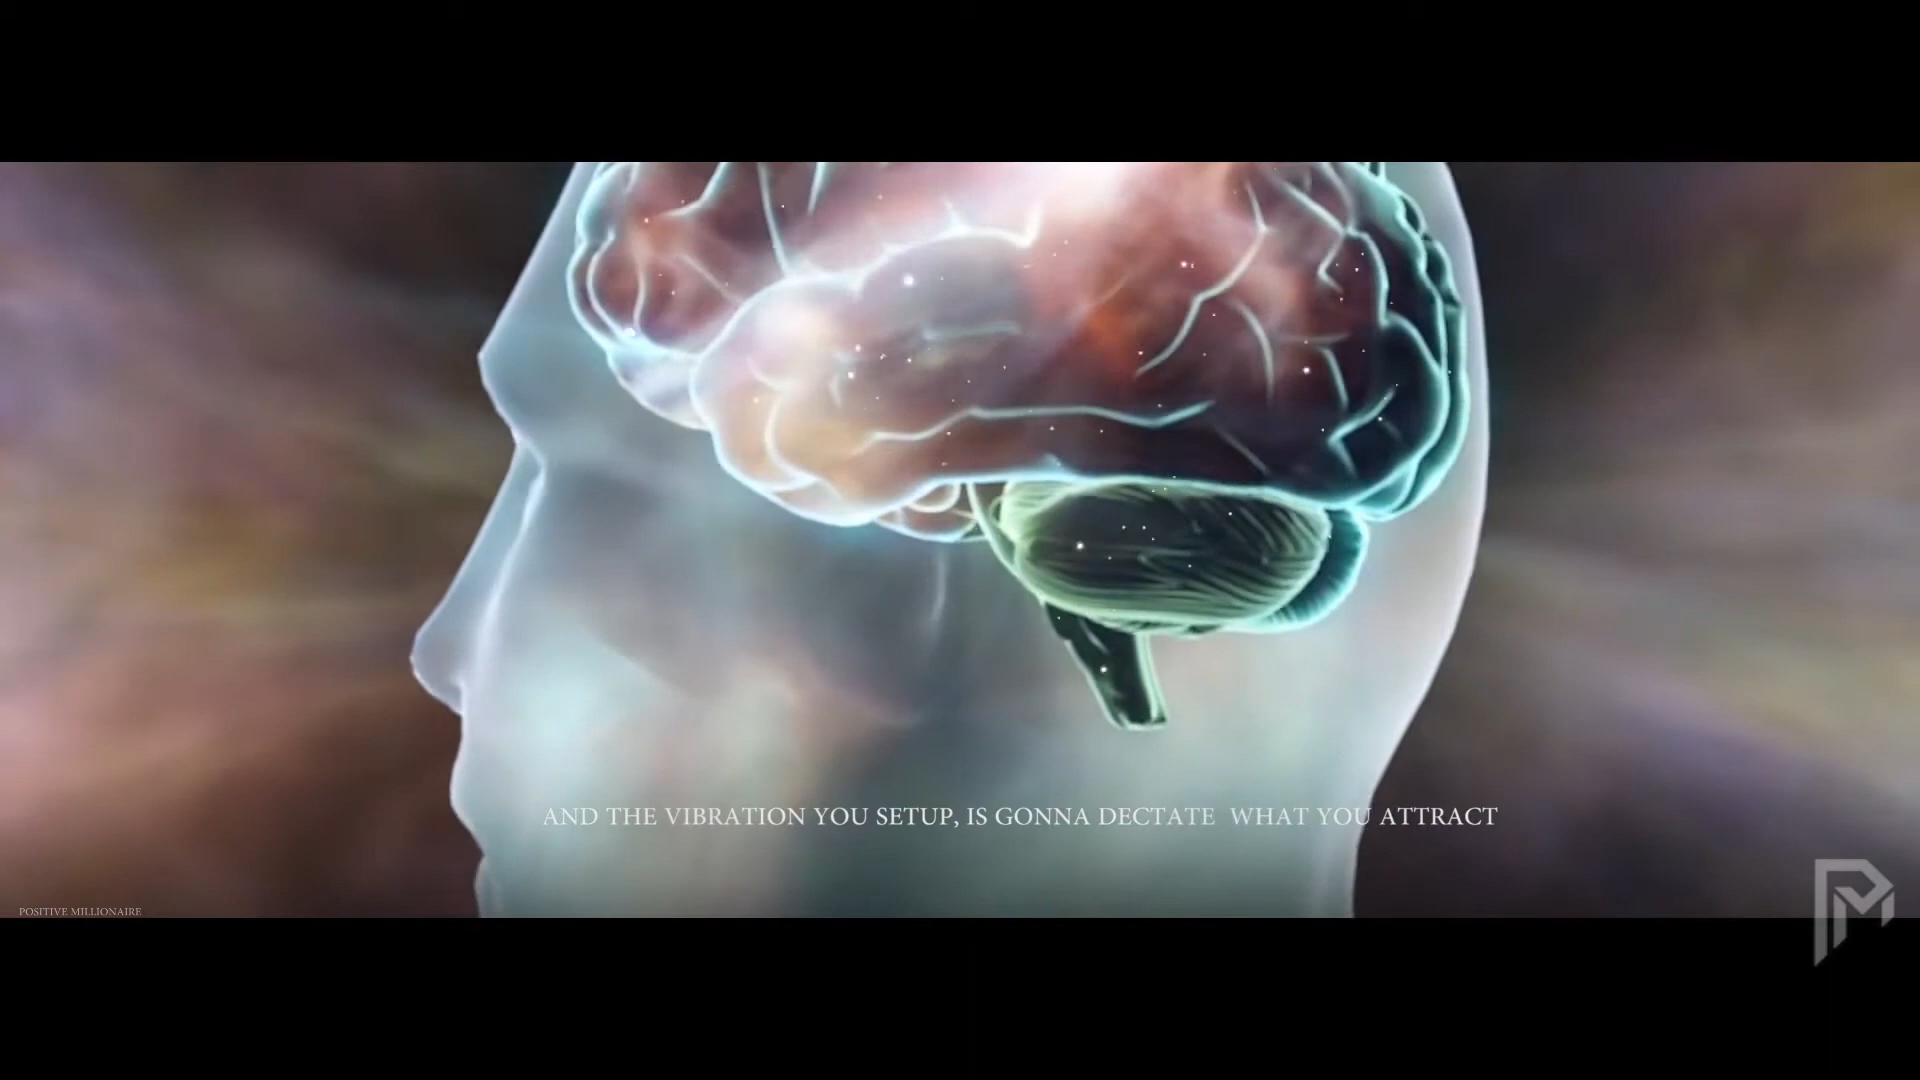 AND THE VIBRATION YOU SETUP, IS GONNA DECTATE WHAT YOU ATTRACT
POSITIVE MILLIONAIRE